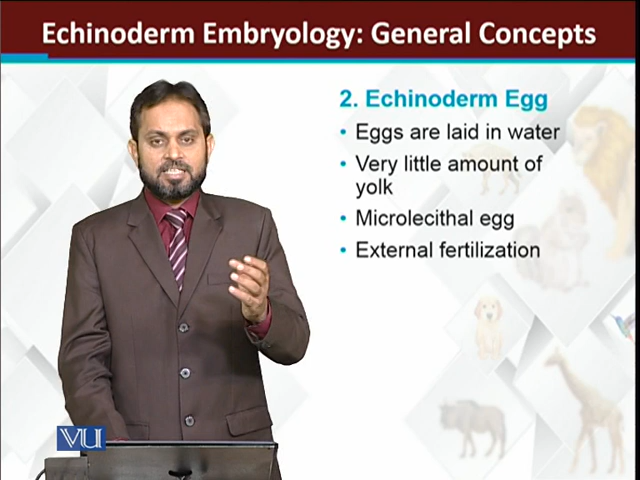 Echinoderm Embryology: General Concepts
2. Echinoderm Egg
• Eggs are laid in water
• Very little amount of
yolk
• Microlecithal egg
• External fertilization
VU